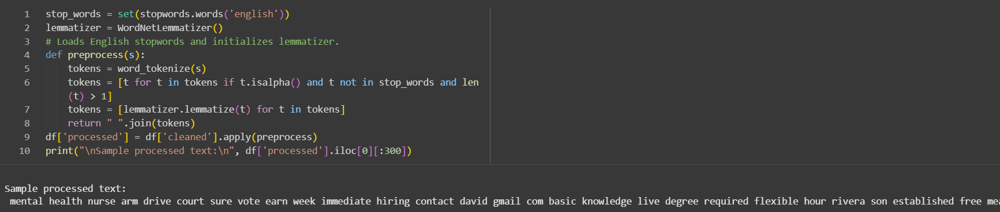 1 stop_words = set(stopwords.words('english'))
2 lemmatizer = WordNetLemmatizer()
3 # Loads English stopwords and initializes lemmatizer.
4 def preprocess(s):
5     tokens = word_tokenize(s)
6     tokens = [t for t in tokens if t.isalpha() and t not in stop_words and len
    (t) > 1]
7     tokens = [lemmatizer.lemmatize(t) for t in tokens]
8     return " ".join(tokens)
9 df['processed'] = df['cleaned'].apply(preprocess)
10 print("\nSample processed text:\n", df['processed'].iloc[0][:300])
Sample processed text:
mental health nurse arm drive court sure vote earn week immediate hiring contact david gmail com basic knowledge live degree required flexible hour rivera son established free